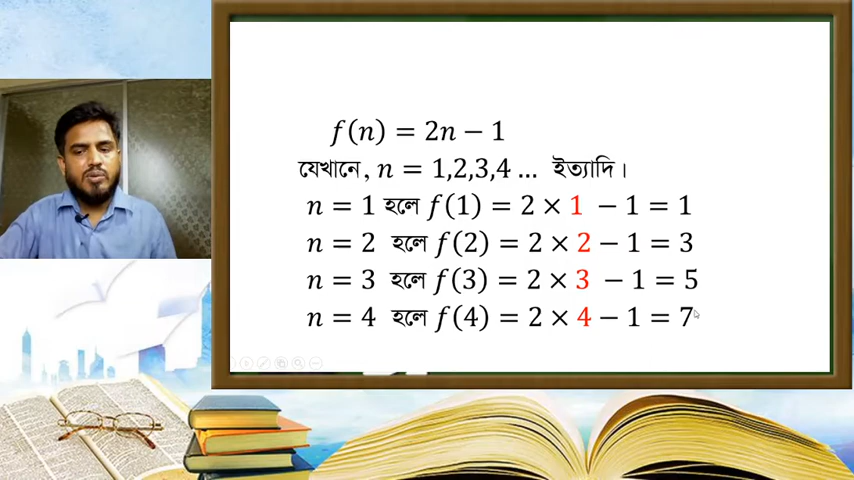 f(n) = 2n − 1
যেখানে, n = 1,2,3,4 ... ইত্যাদি।
n = 1 হলে f(1) = 2 × 1 − 1 = 1
n = 2 হলে f(2) = 2 × 2 − 1 = 3
n = 3 হলে f(3) = 2 × 3 − 1 = 5
n = 4 হলে f(4) = 2 × 4 − 1 = 7